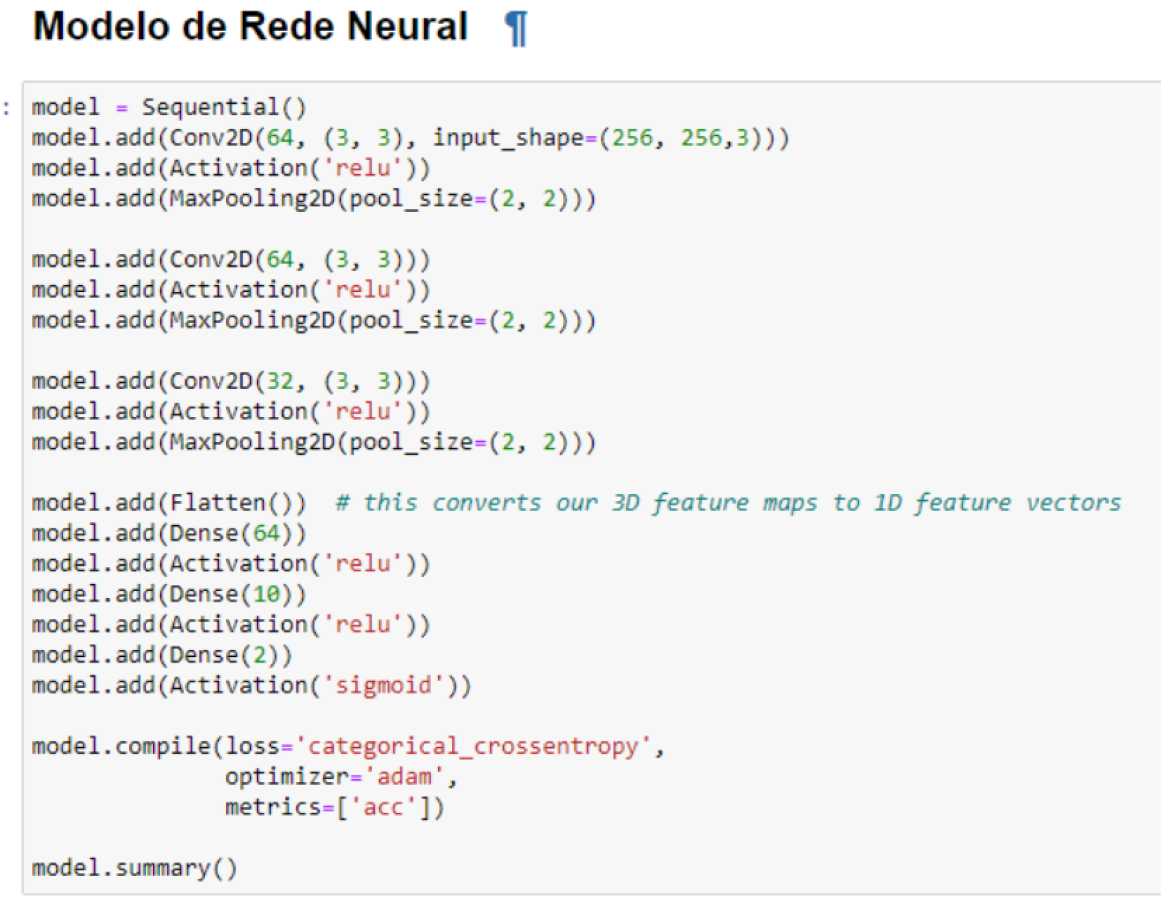 Modelo de Rede Neural ¶
: model = Sequential()
model.add(Conv2D(64, (3, 3), input_shape=(256, 256,3)))
model.add(Activation('relu'))
model.add(MaxPooling2D(pool_size=(2, 2)))

model.add(Conv2D(64, (3, 3)))
model.add(Activation('relu'))
model.add(MaxPooling2D(pool_size=(2, 2)))

model.add(Conv2D(32, (3, 3)))
model.add(Activation('relu'))
model.add(MaxPooling2D(pool_size=(2, 2)))

model.add(Flatten())  # this converts our 3D feature maps to 1D feature vectors
model.add(Dense(64))
model.add(Activation('relu'))
model.add(Dense(10))
model.add(Activation('relu'))
model.add(Dense(2))
model.add(Activation('sigmoid'))

model.compile(loss='categorical_crossentropy',
              optimizer='adam',
              metrics=['acc'])

model.summary()